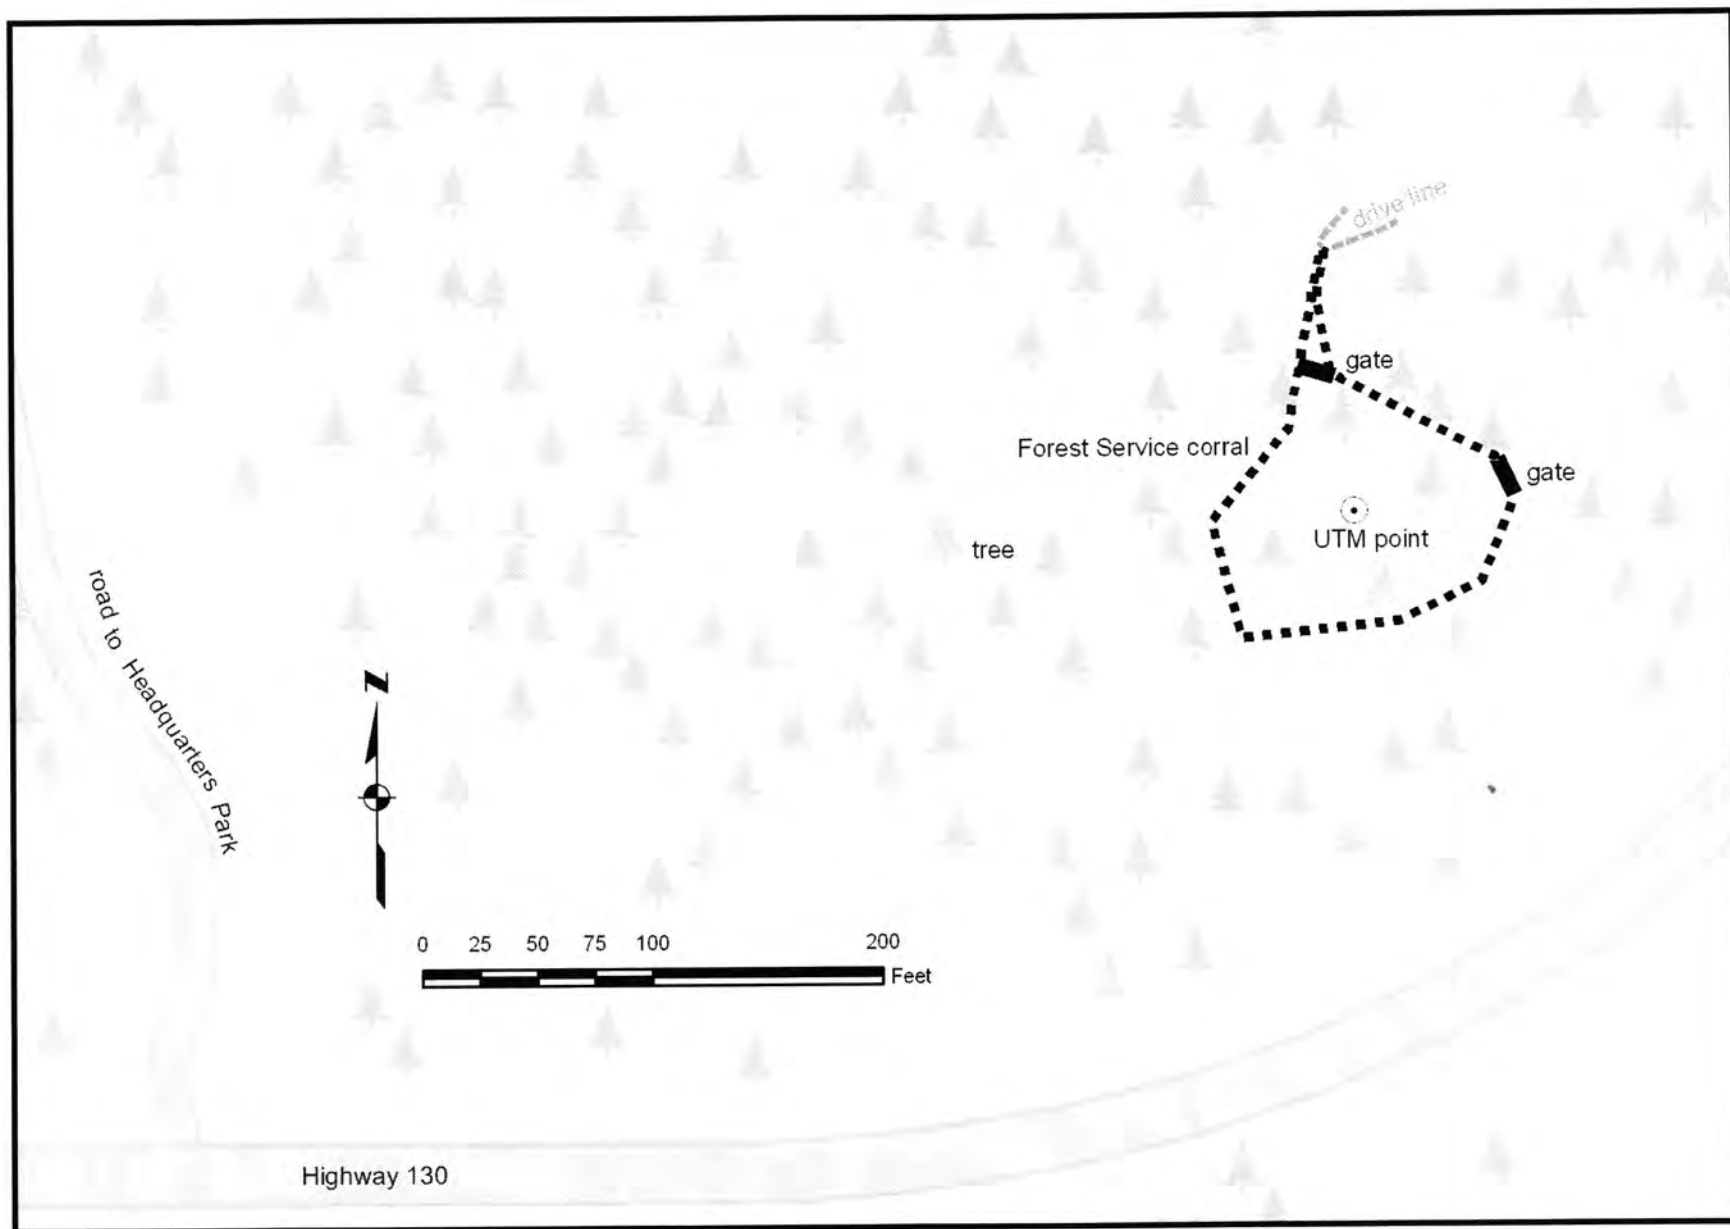 drive line
gate
Forest Service corral
gate
UTM point
tree
road to Headquarters Park
N
0 25 50 75 100 200
Feet
Highway 130